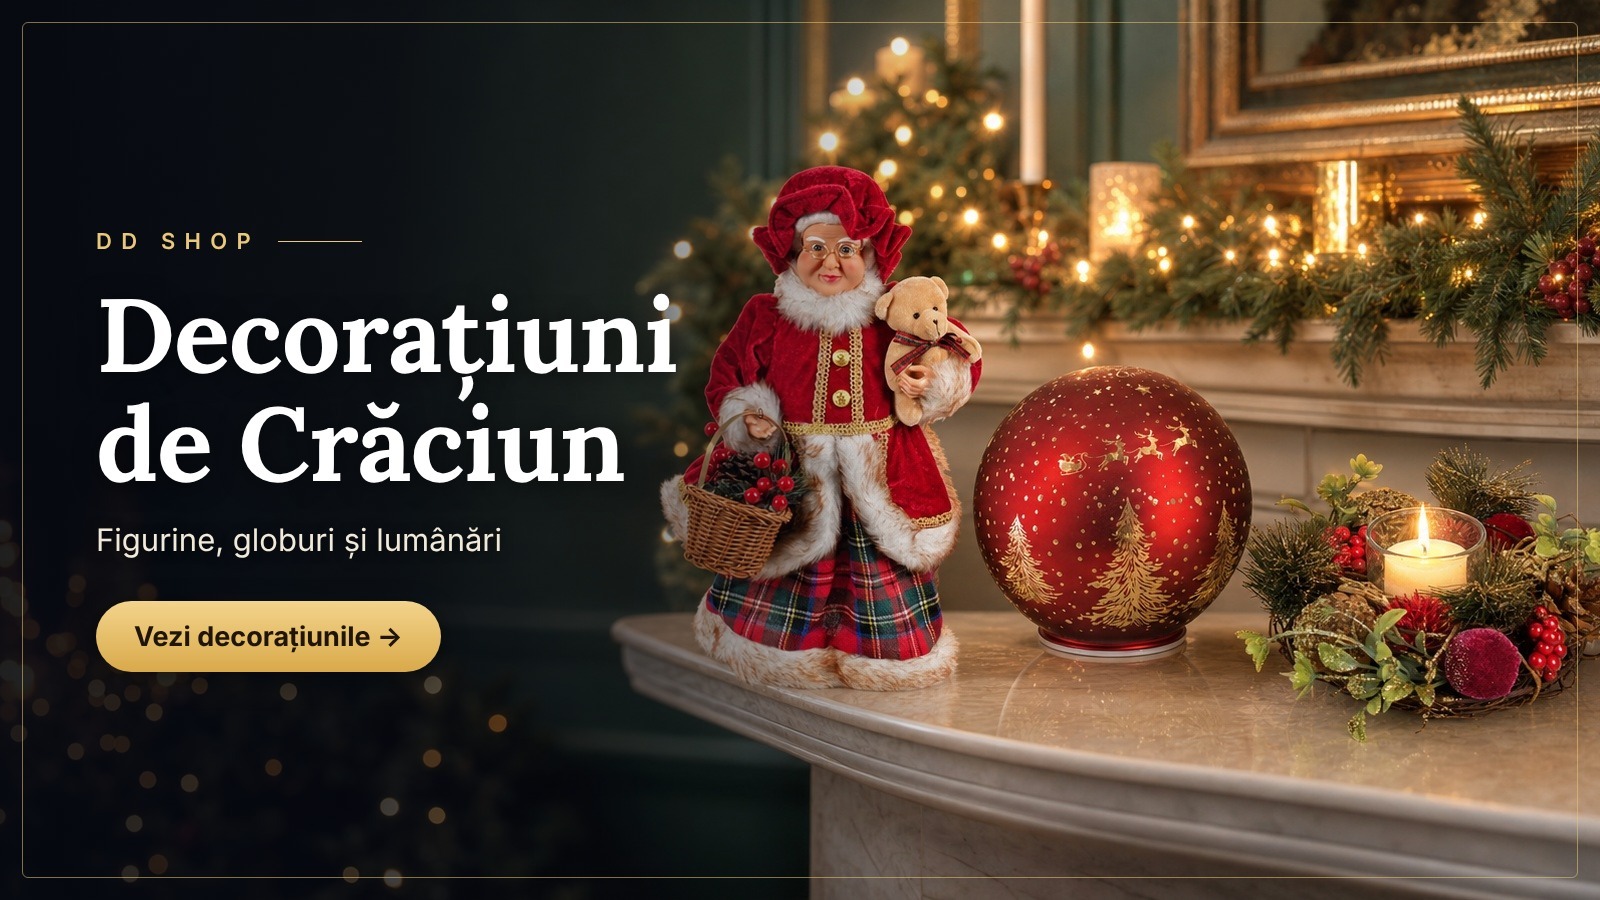 DD SHOP
Decorațiuni
de Crăciun
Figurine, globuri și lumânări
Vezi decorațiunile →